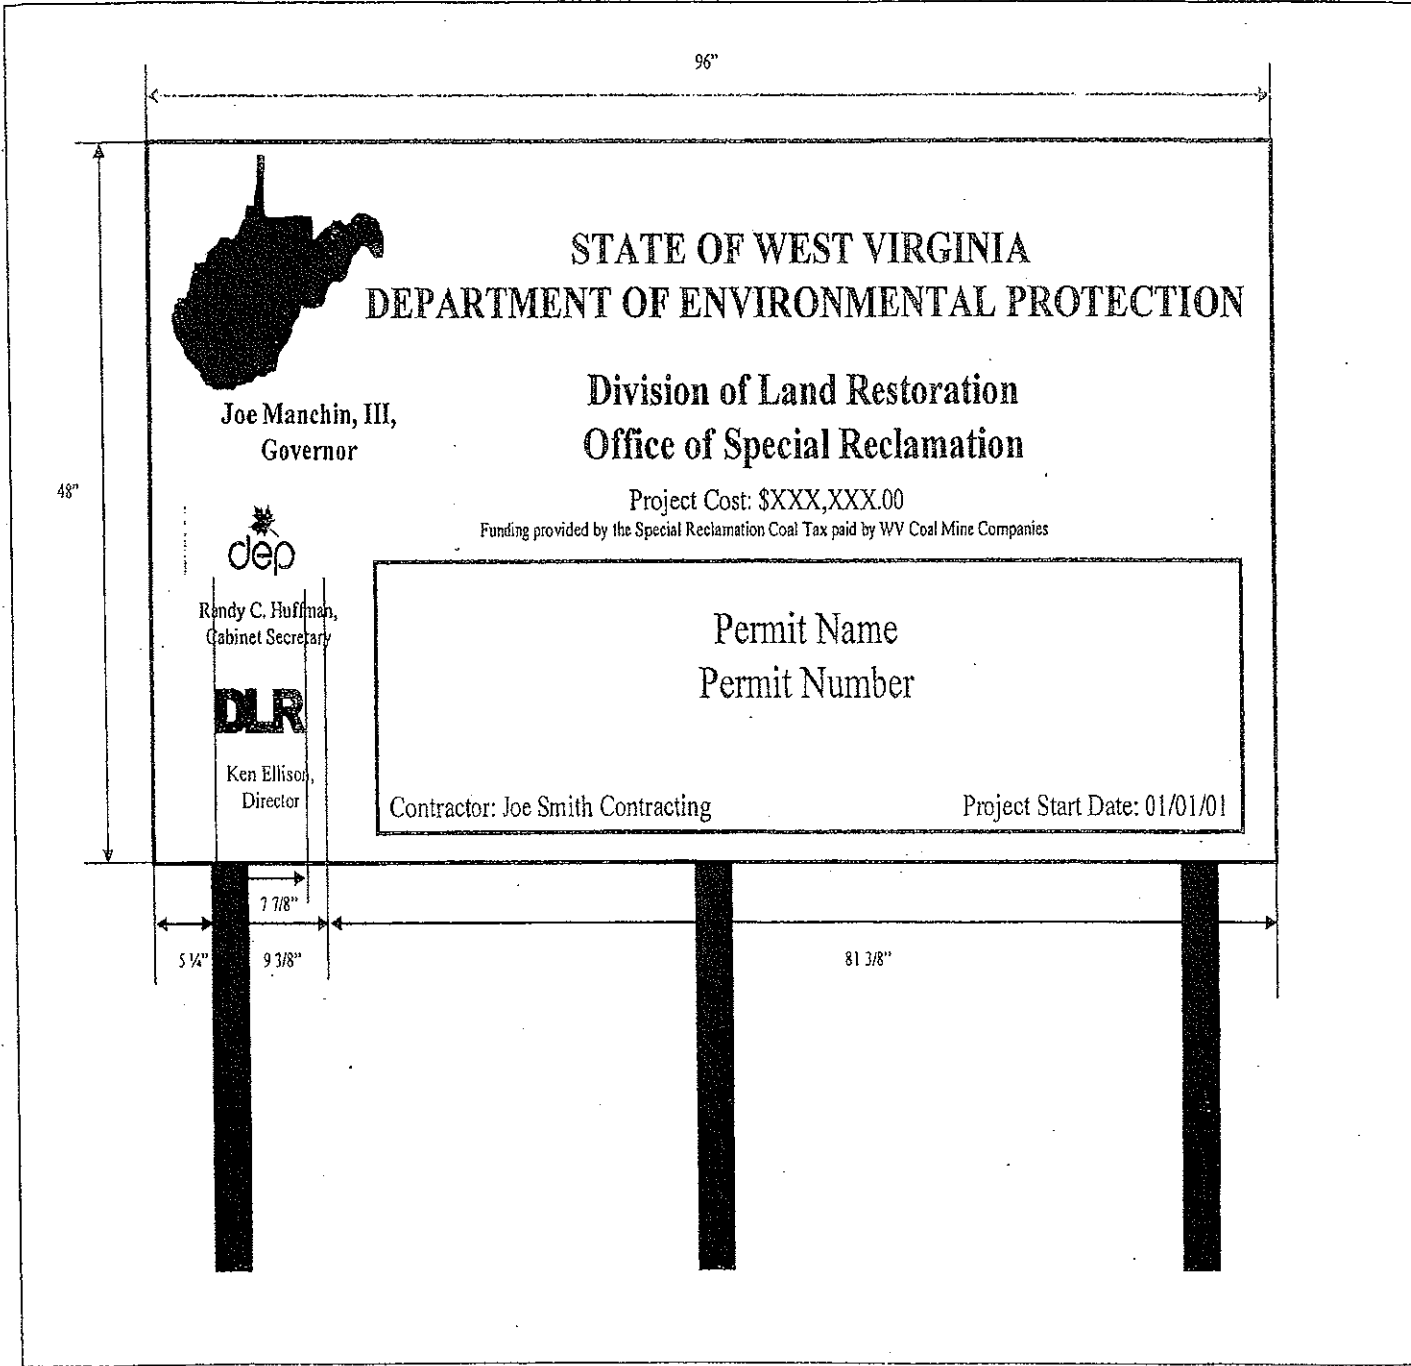 96"
48"
STATE OF WEST VIRGINIA
DEPARTMENT OF ENVIRONMENTAL PROTECTION
Division of Land Restoration
Office of Special Reclamation
Project Cost: $XXX,XXX.00
Funding provided by the Special Reclamation Coal Tax paid by WV Coal Mine Companies
Joe Manchin, III,
Governor
dep
Randy C. Huffman,
Cabinet Secretary
DLR
Ken Ellison,
Director
Permit Name
Permit Number
Contractor: Joe Smith Contracting
Project Start Date: 01/01/01
7 7/8"
5 ¼"
9 3/8"
81 3/8"